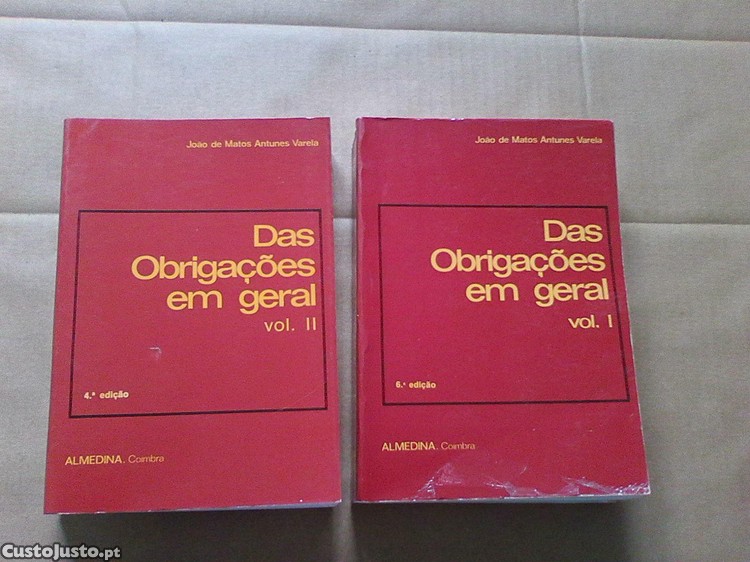 João de Matos Antunes Varela
Das
Obrigações
em geral
vol. II
4.ª edição
ALMEDINA. Coimbra
João de Matos Antunes Varela
Das
Obrigações
em geral
vol. I
6.ª edição
ALMEDINA. Coimbra
CustoJusto.pt